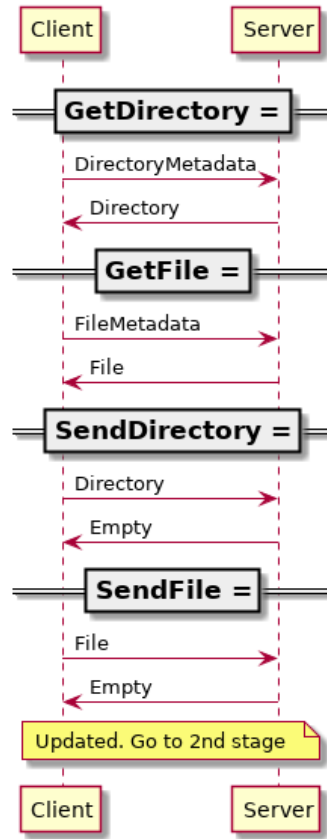 Client Server
GetDirectory =
DirectoryMetadata
Directory
GetFile =
FileMetadata
File
SendDirectory =
Directory
Empty
SendFile =
File
Empty
Updated. Go to 2nd stage
Client Server